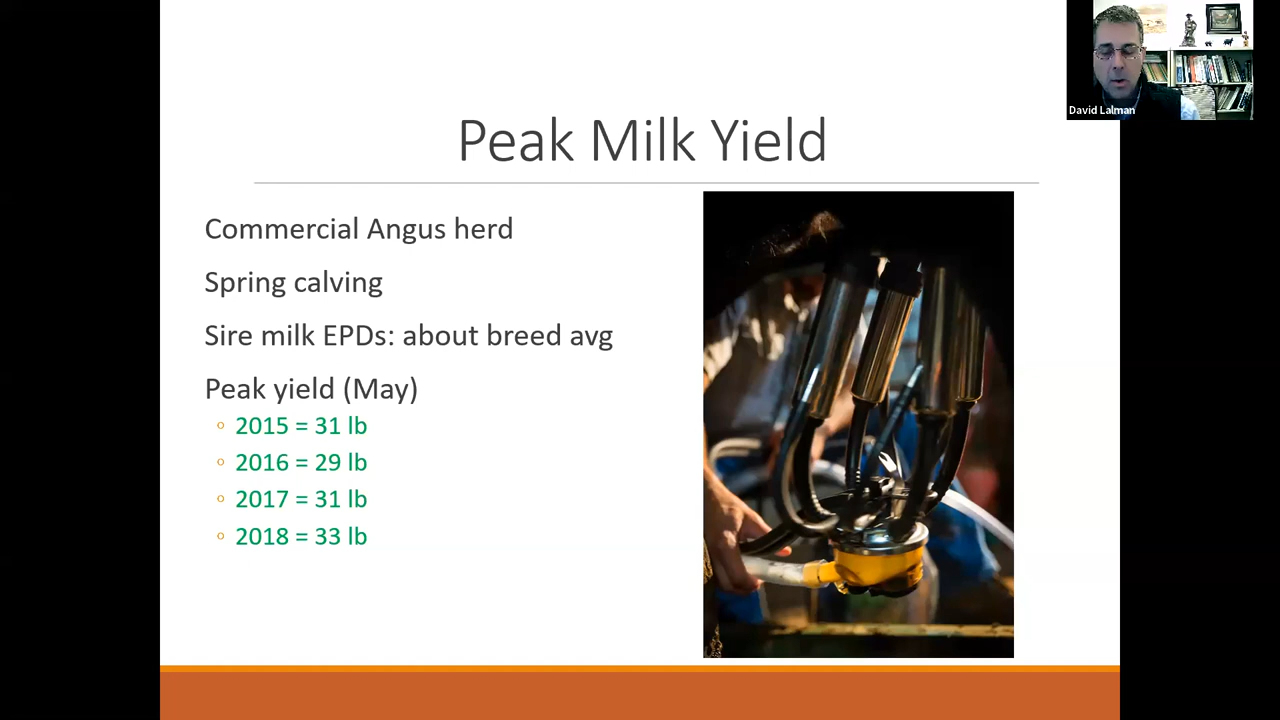 David Lalman
Peak Milk Yield
Commercial Angus herd
Spring calving
Sire milk EPDs: about breed avg
Peak yield (May)
2015 = 31 lb
2016 = 29 lb
2017 = 31 lb
2018 = 33 lb